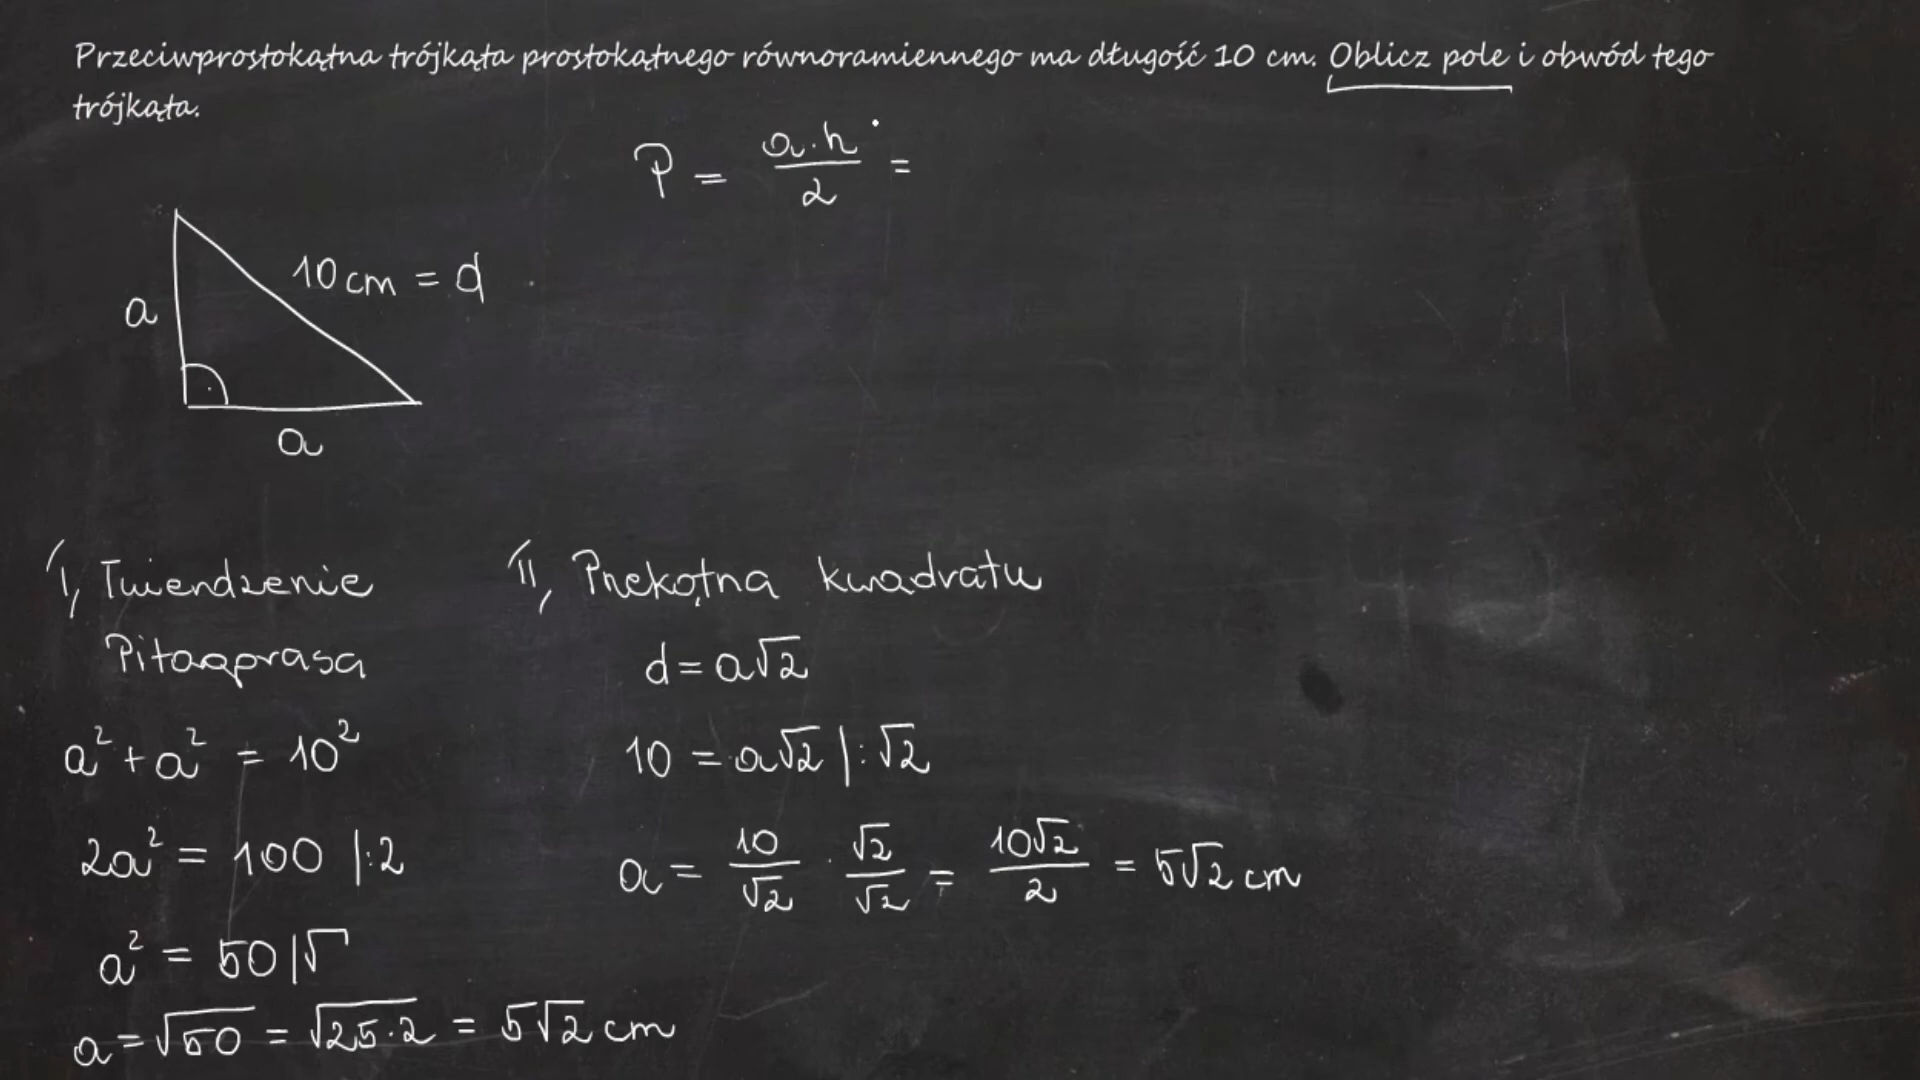 Przeciwprostokątna trójkąta prostokątnego równoramiennego ma długość 10 cm. Oblicz pole i obwód tego
trójkąta.
P = a·h/2 =
10 cm = d
a
a
I, Twierdzenie
Pitagorasa
a² + a² = 10²
2a² = 100 |:2
a² = 50 |√
a = √50 = √25·2 = 5√2 cm
II, Przekątna kwadratu
d = a√2
10 = a√2 |:√2
a = 10/√2 · √2/√2 = 10√2/2 = 5√2 cm